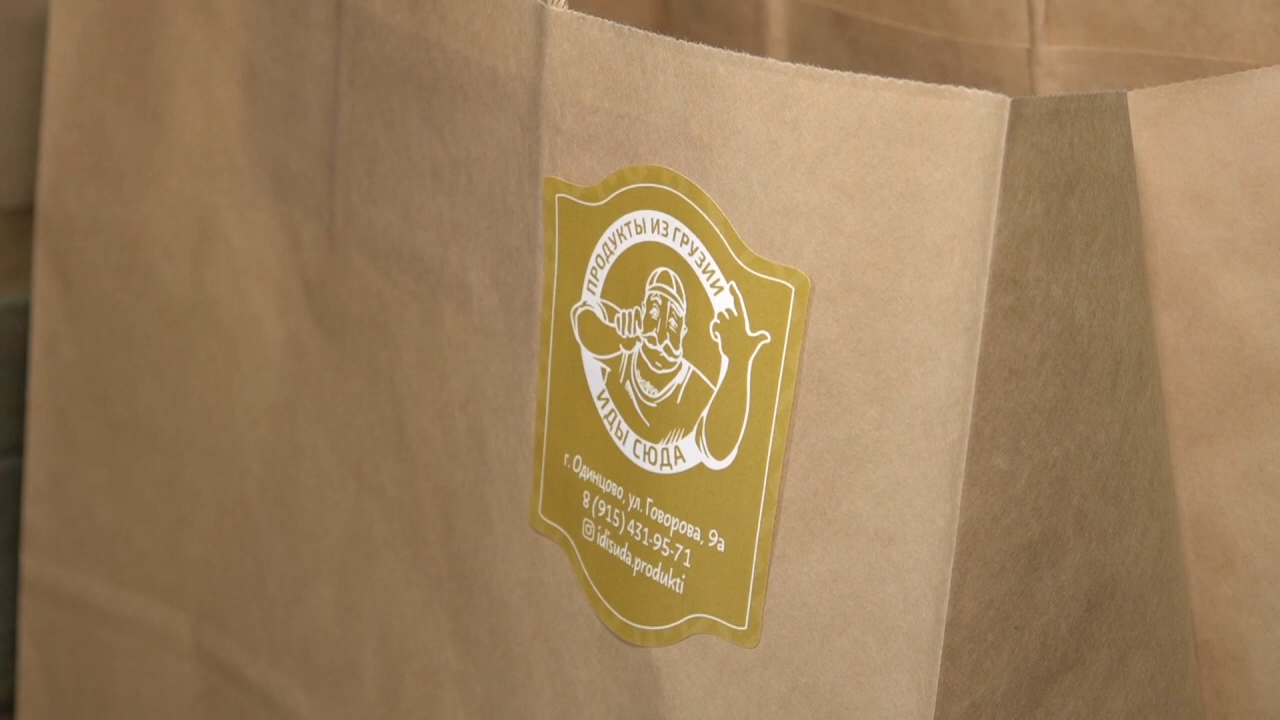 ПРОДУКТЫ ИЗ ГРУЗИИ
ИДЫ СЮДА
г. Одинцово, ул. Говорова, 9а
8 (915) 431-95-71
idisuda.produkti